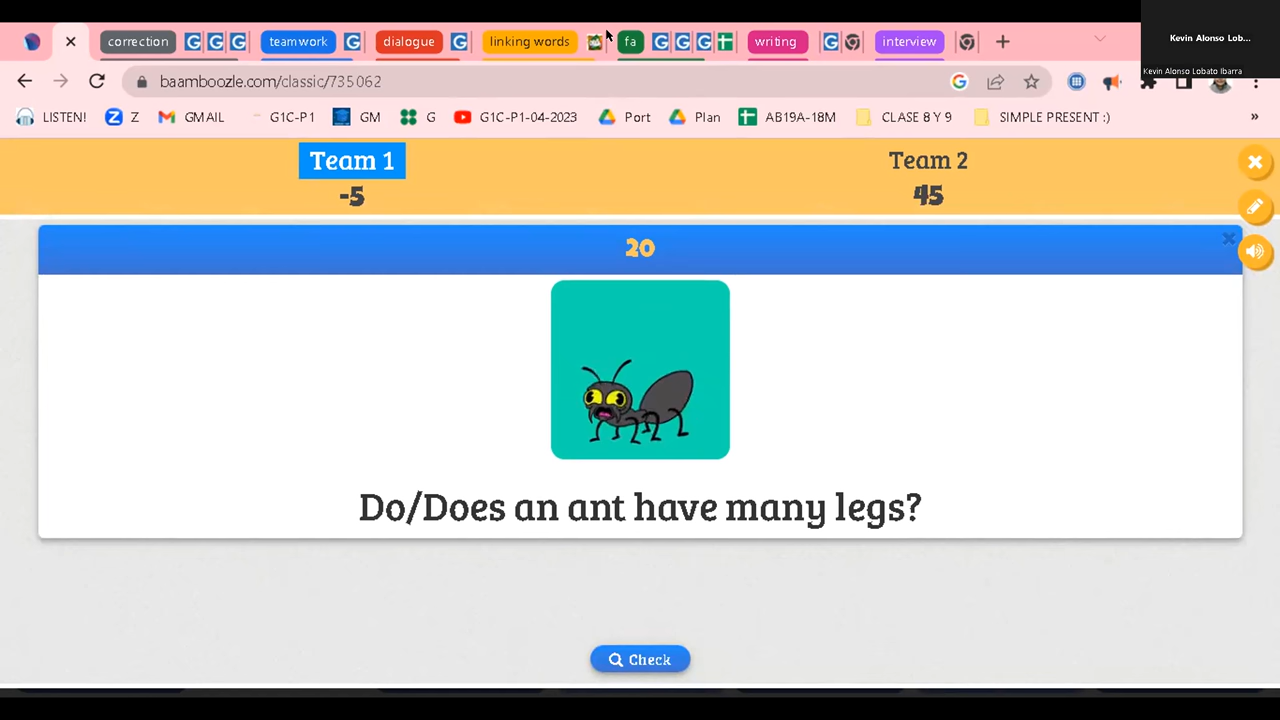 correction
teamwork
dialogue
linking words
fa
writing
interview
Kevin Alonso Lob...
Kevin Alonso Lobato Ibarra
baamboozle.com/classic/735062
LISTEN!
Z
GMAIL
G1C-P1
GM
G
G1C-P1-04-2023
Port
Plan
AB19A-18M
CLASE 8 Y 9
SIMPLE PRESENT :)
»
Team 1
Team 2
-5
45
20
Do/Does an ant have many legs?
Check